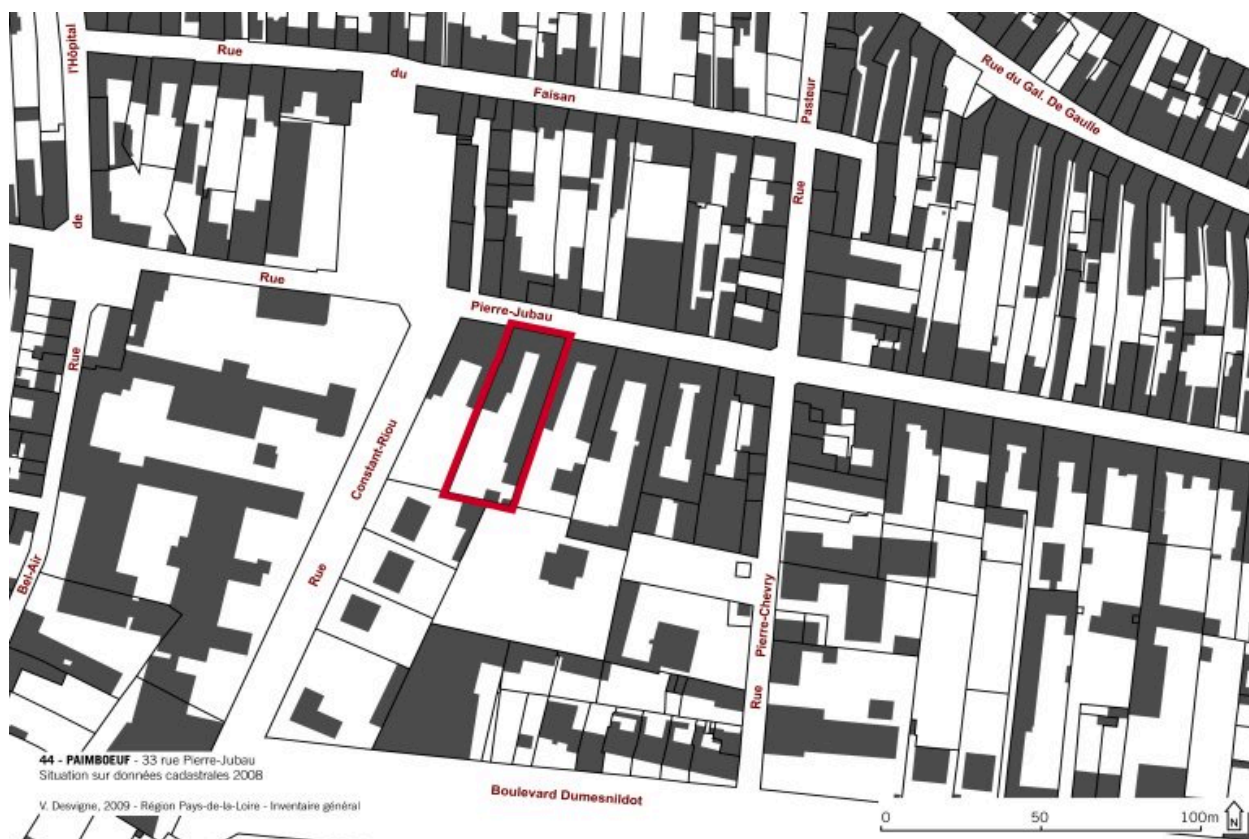 l'Hôpital
de
Rue
du
Faisan
Pasteur
Rue
Rue du Gal. De Gaulle
Rue
Pierre-Jubau
Rue
Bel-Air
Constant-Riou
Rue
Pierre-Chevry
Rue
Boulevard Dumesnildot
44 - PAIMBOEUF - 33 rue Pierre-Jubau
Situation sur données cadastrales 2008
V. Desvigne, 2009 - Région Pays-de-la-Loire - Inventaire général
0 50 100m
N